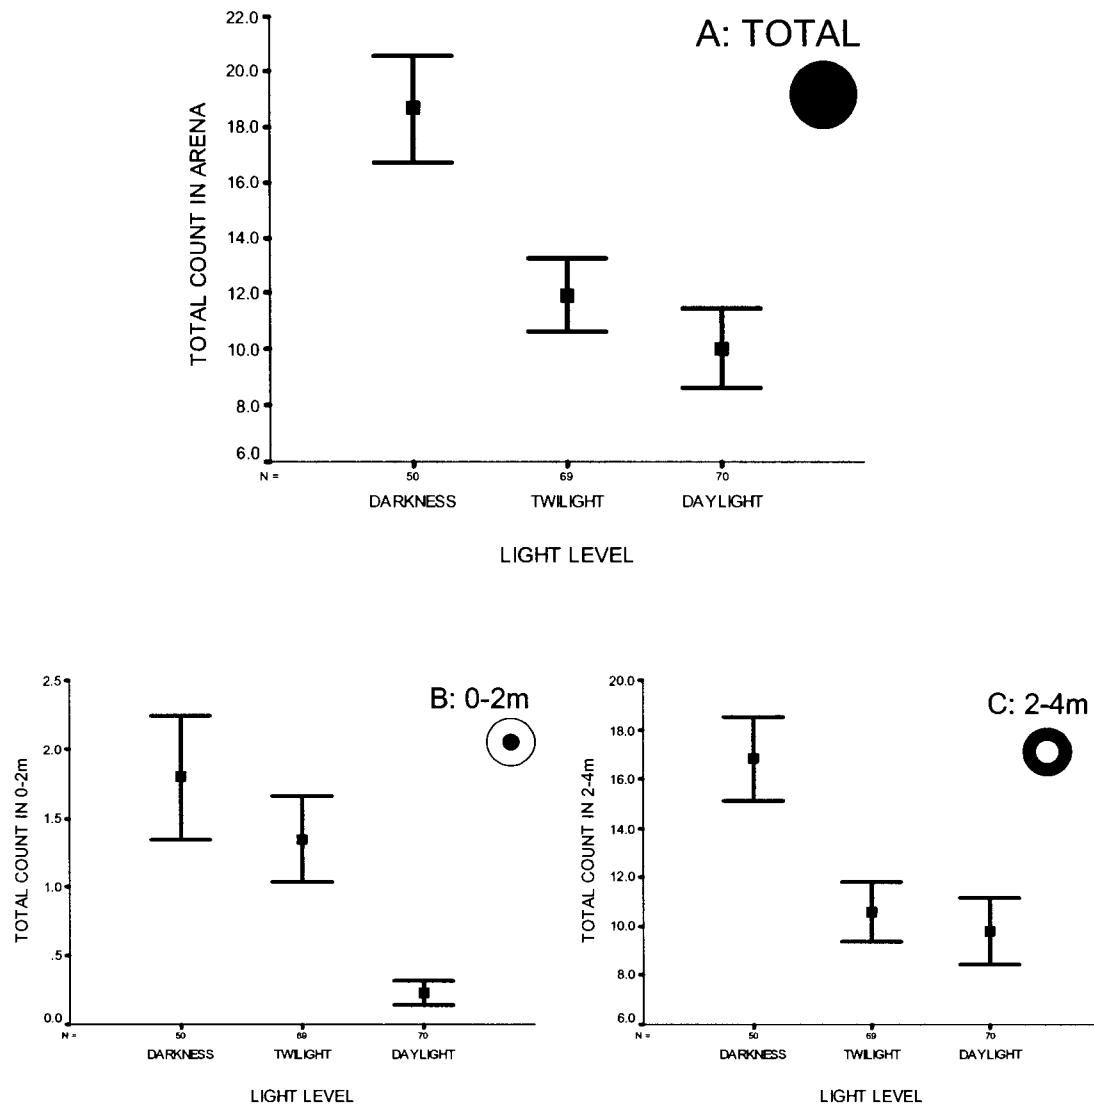 A: TOTAL
TOTAL COUNT IN ARENA
22.0
20.0
18.0
16.0
14.0
12.0
10.0
8.0
6.0
N = 50 69 70
DARKNESS TWILIGHT DAYLIGHT
LIGHT LEVEL
B: 0-2m
TOTAL COUNT IN 0-2m
2.5
2.0
1.5
1.0
.5
0.0
N = 50 69 70
DARKNESS TWILIGHT DAYLIGHT
LIGHT LEVEL
C: 2-4m
TOTAL COUNT IN 2-4m
20.0
18.0
16.0
14.0
12.0
10.0
8.0
6.0
N = 50 69 70
DARKNESS TWILIGHT DAYLIGHT
LIGHT LEVEL